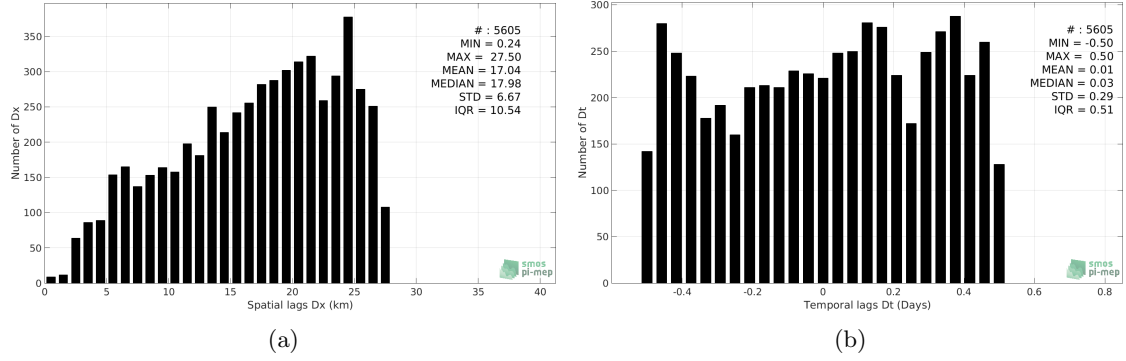 350
300
250
200
150
100
50
0
Number of Dx
# : 5605
MIN = 0.24
MAX = 27.50
MEAN = 17.04
MEDIAN = 17.98
STD = 6.67
IQR = 10.54
smos
pi-mep
0 5 10 15 20 25 30 35 40
Spatial lags Dx (km)
(a)
300
250
200
150
100
50
0
Number of Dt
# : 5605
MIN = -0.50
MAX = 0.50
MEAN = 0.01
MEDIAN = 0.03
STD = 0.29
IQR = 0.51
smos
pi-mep
-0.4 -0.2 0 0.2 0.4 0.6 0.8
Temporal lags Dt (Days)
(b)